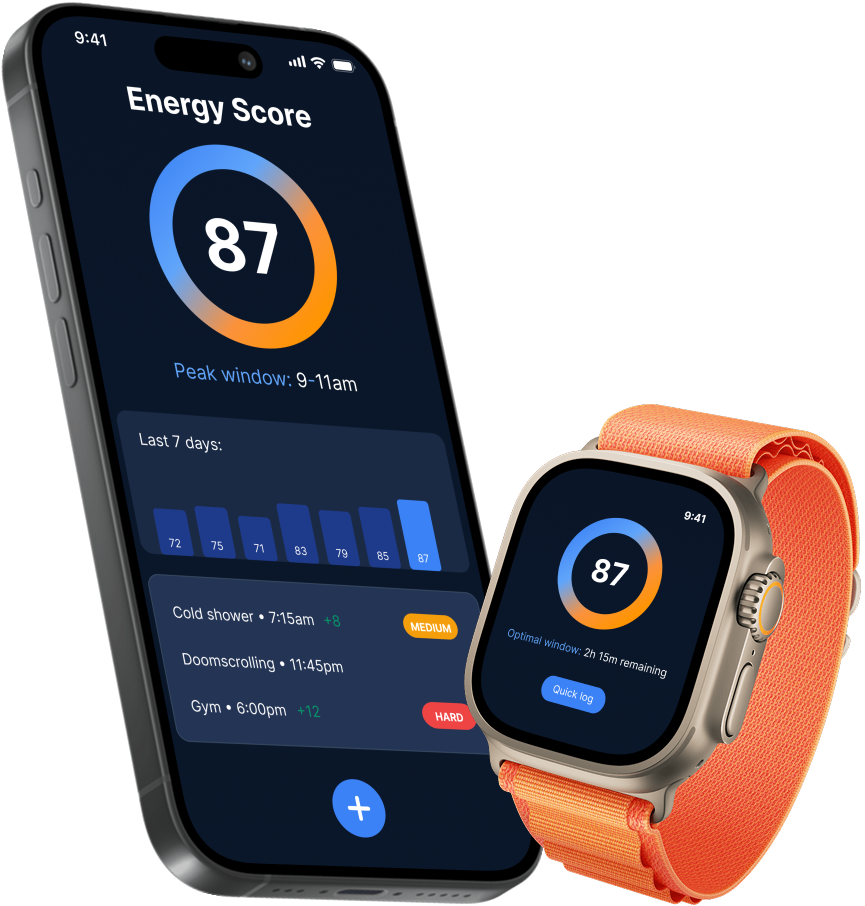 9:41
Energy Score
87
Peak window: 9-11am
Last 7 days:
72 75 71 83 79 85 87
Cold shower • 7:15am +8 MEDIUM
Doomscrolling • 11:45pm
Gym • 6:00pm +12 HARD
+
9:41
87
Optimal window: 2h 15m remaining
Quick log